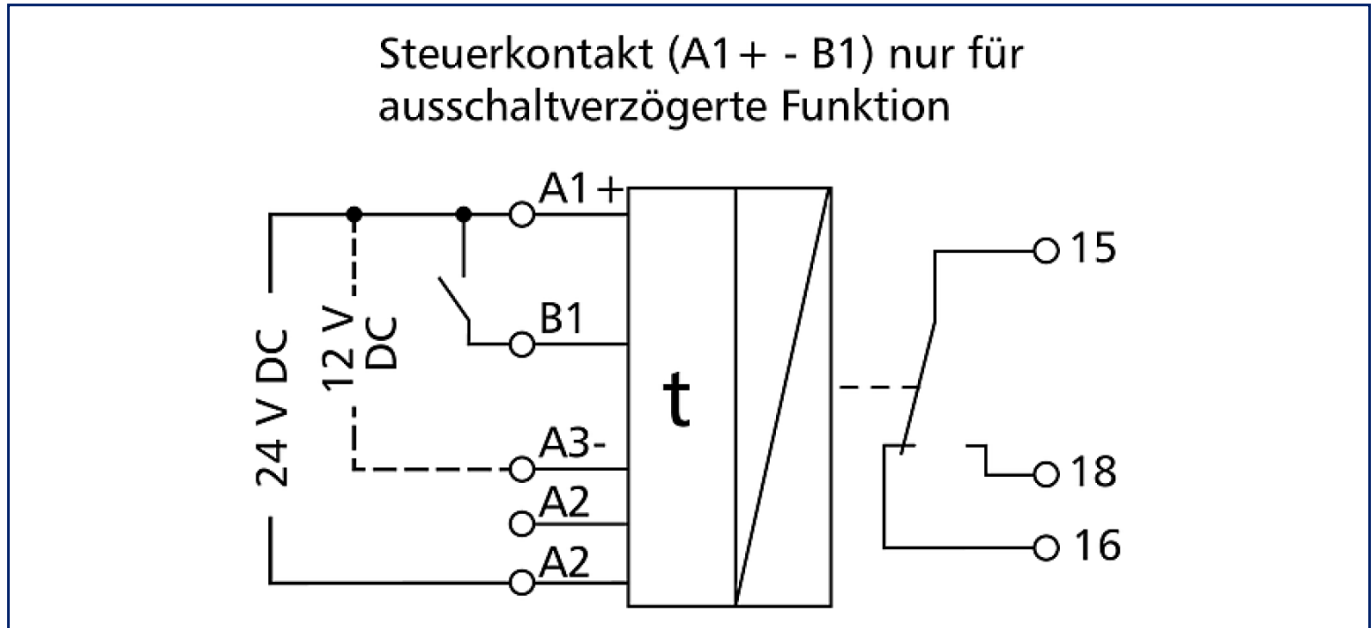 Steuerkontakt (A1+ - B1) nur für
ausschaltverzögerte Funktion
A1+
15
B1
12 V
DC
24 V DC
t
A3-
18
A2
16
A2